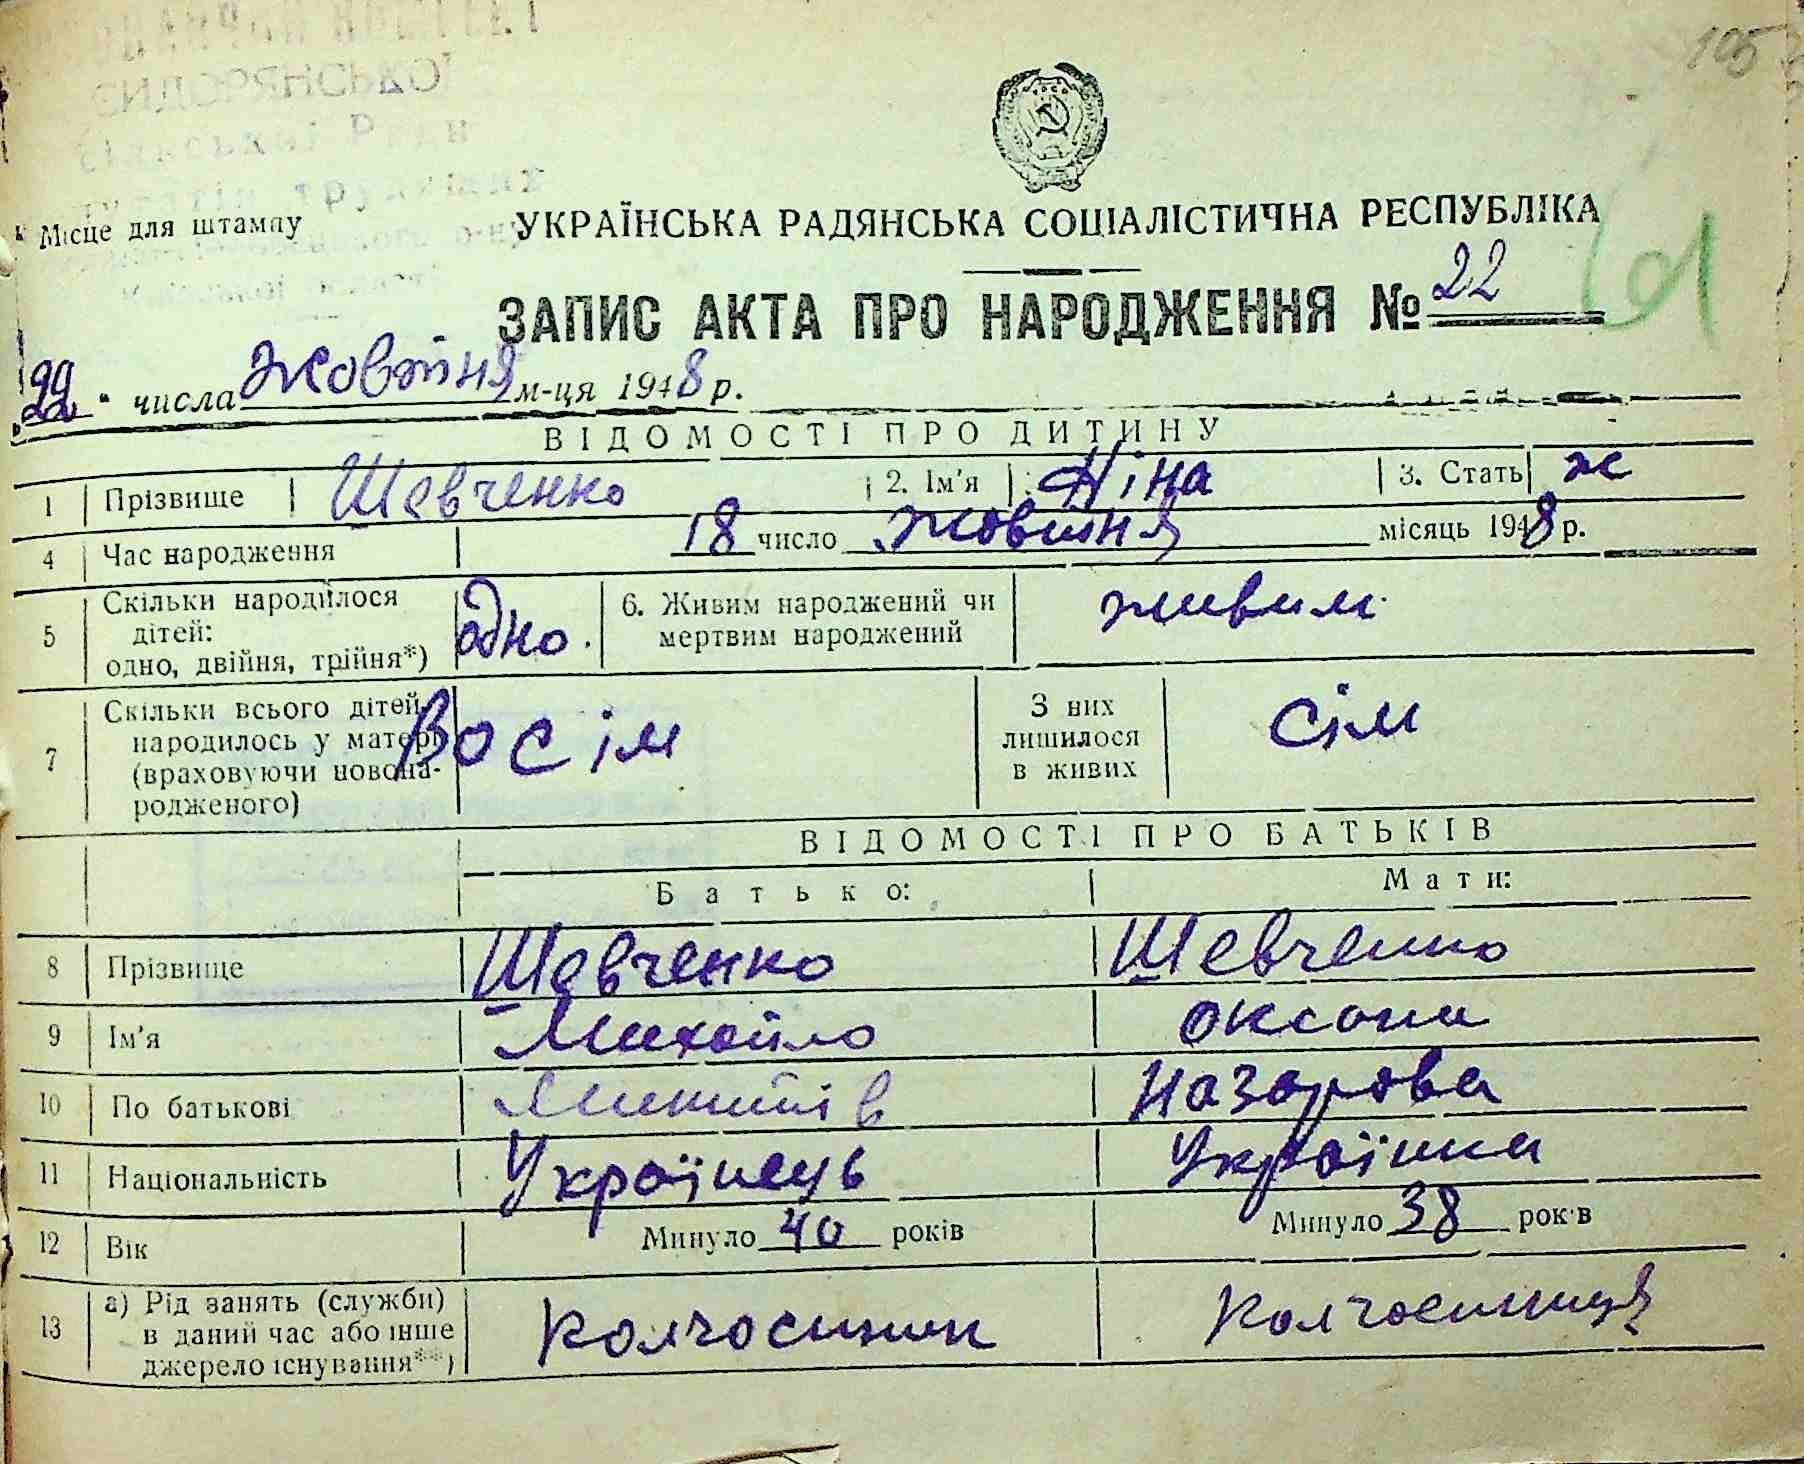 105
сільської Ради
трудящих
Місце для штампу
УКРАЇНСЬКА РАДЯНСЬКА СОЦІАЛІСТИЧНА РЕСПУБЛІКА
ЗАПИС АКТА ПРО НАРОДЖЕННЯ № 22
22 " числа жовтня м-ця 1948 р.
ВІДОМОСТІ ПРО ДИТИНУ
1 Прізвище Шевченко 2. Ім'я Ніна 3. Стать ж
4 Час народження 18 число жовтня місяць 1948 р.
5 Скільки народилося дітей: одно, двійня, трійня*) одно. 6. Живим народжений чи мертвим народжений живим
7 Скільки всього дітей народилось у матері (враховуючи новонародженого) Восім З них лишилося в живих Сім
ВІДОМОСТІ ПРО БАТЬКІВ
Батько: Мати:
8 Прізвище Шевченко Шевченко
9 Ім'я Михайло Оксана
10 По батькові Микитів Назарова
11 Національність Українець Українка
12 Вік Минуло 40 років Минуло 38 років
13 а) Рід занять (служби) в даний час або інше джерело існування**) Колгоспник Колгоспниця